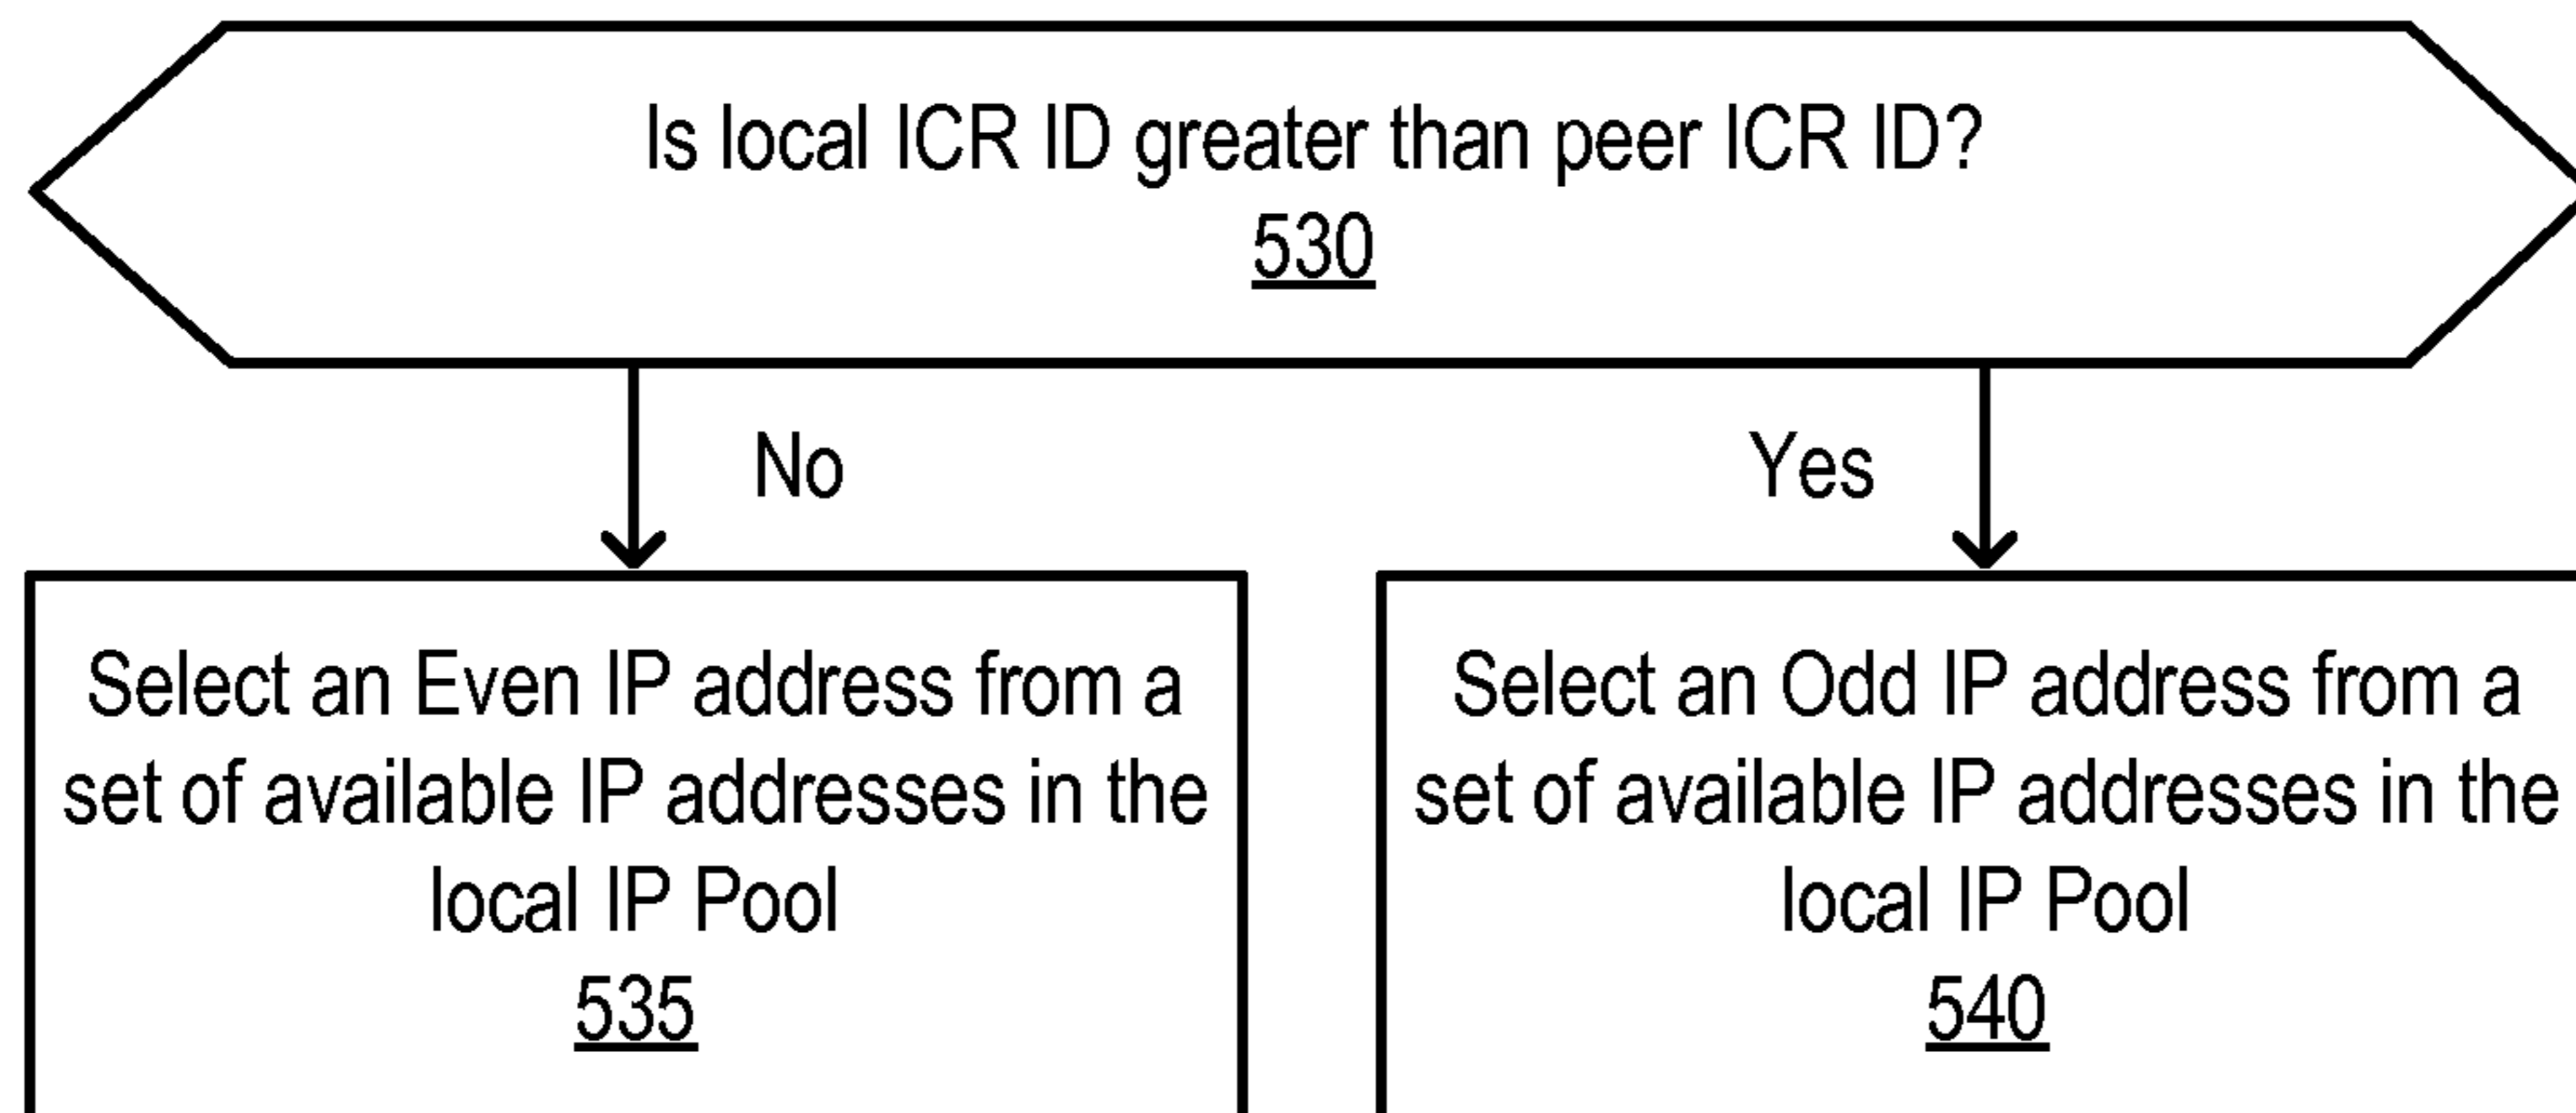 Is local ICR ID greater than peer ICR ID?
530
No
Yes
Select an Even IP address from a
set of available IP addresses in the
local IP Pool
535
Select an Odd IP address from a
set of available IP addresses in the
local IP Pool
540